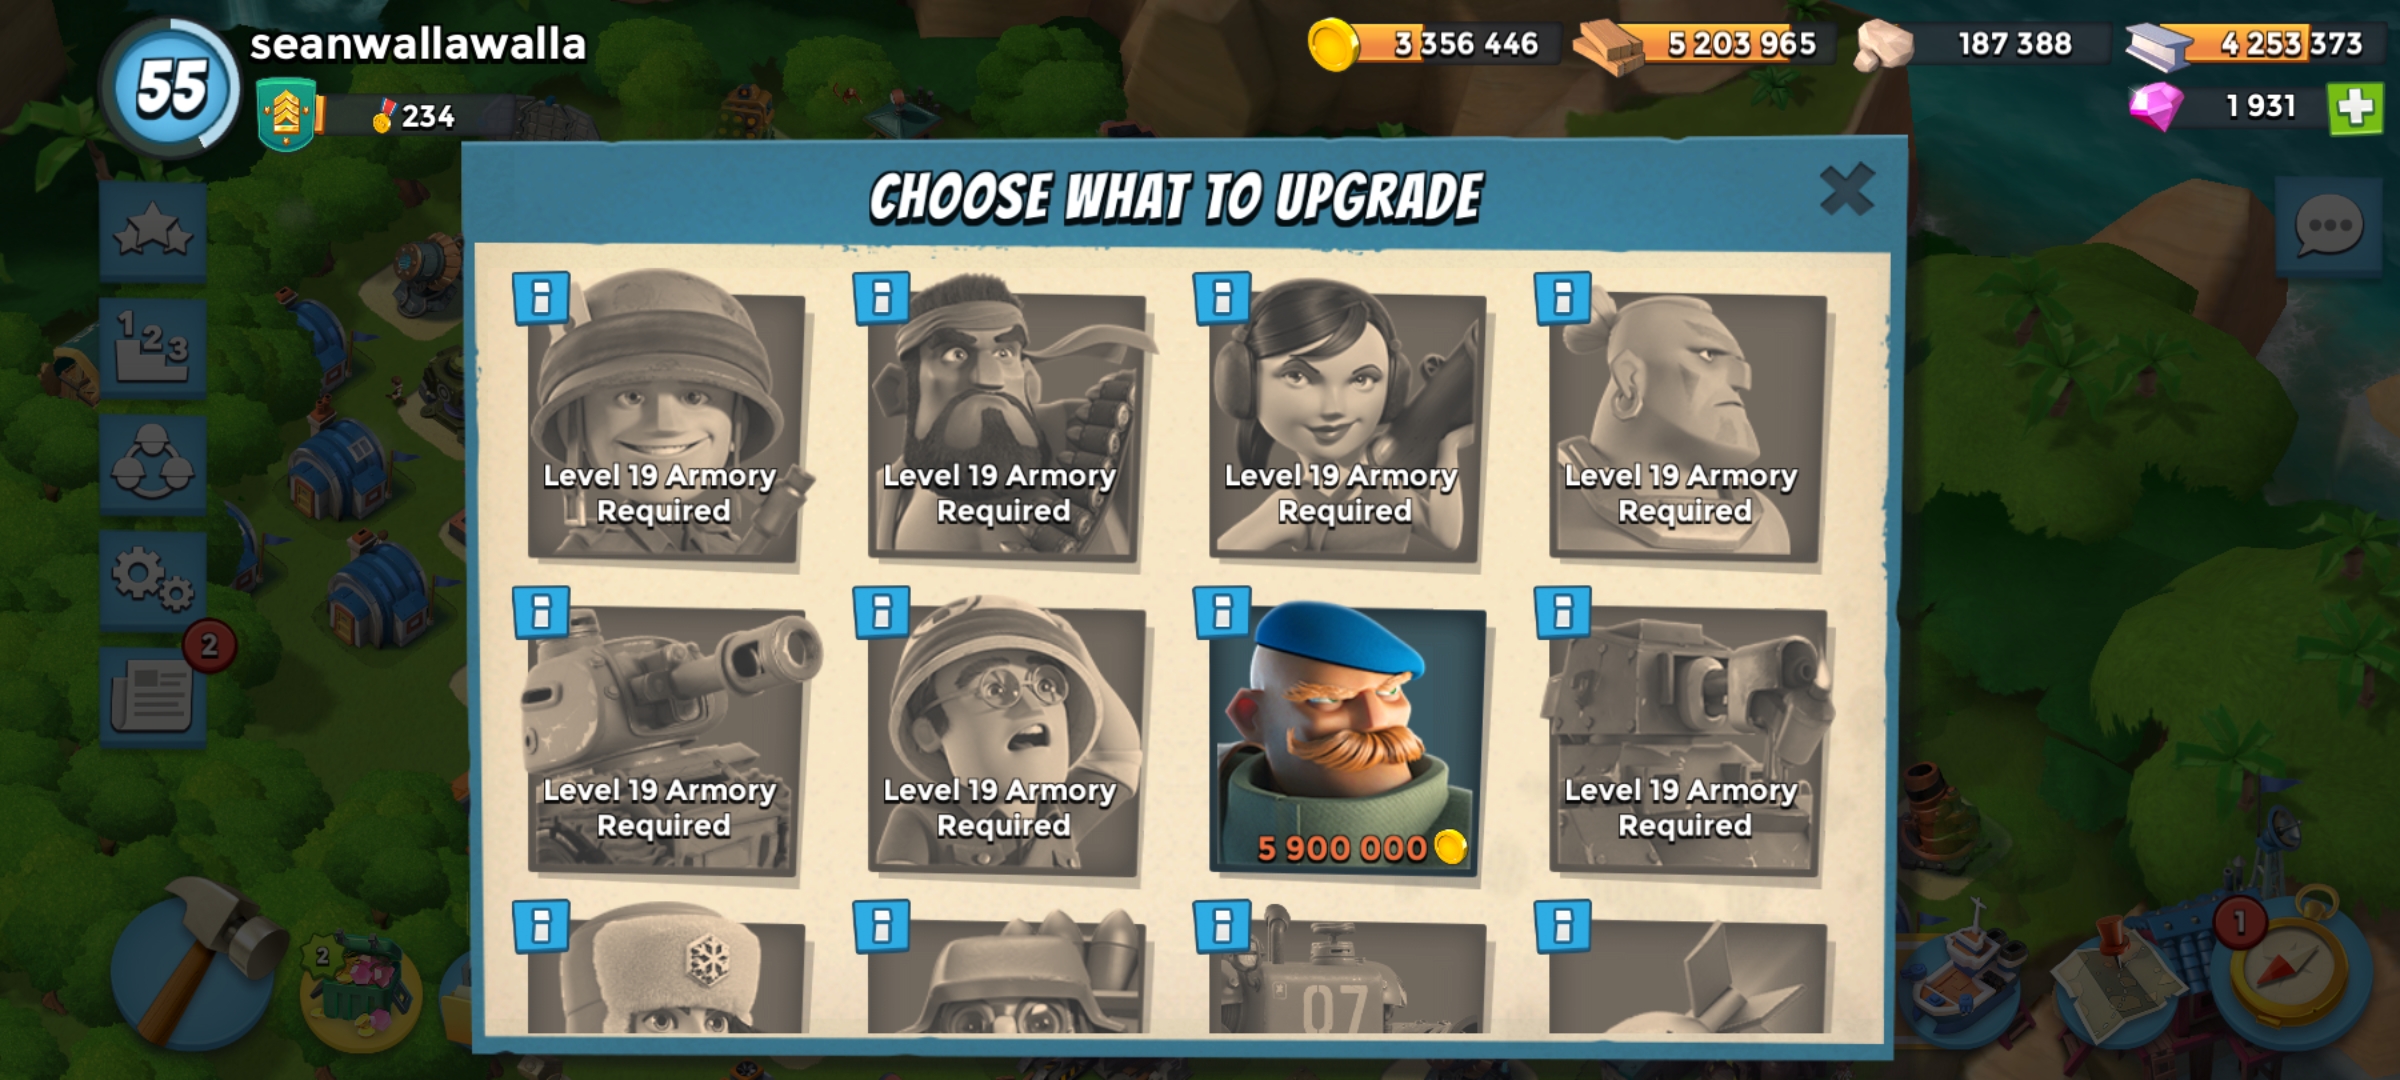 55
seanwallawalla
234
3 356 446
5 203 965
187 388
4 253 373
1 931
CHOOSE WHAT TO UPGRADE
Level 19 Armory
Required
Level 19 Armory
Required
Level 19 Armory
Required
Level 19 Armory
Required
123
2
Level 19 Armory
Required
Level 19 Armory
Required
5 900 000
Level 19 Armory
Required
2
07
1